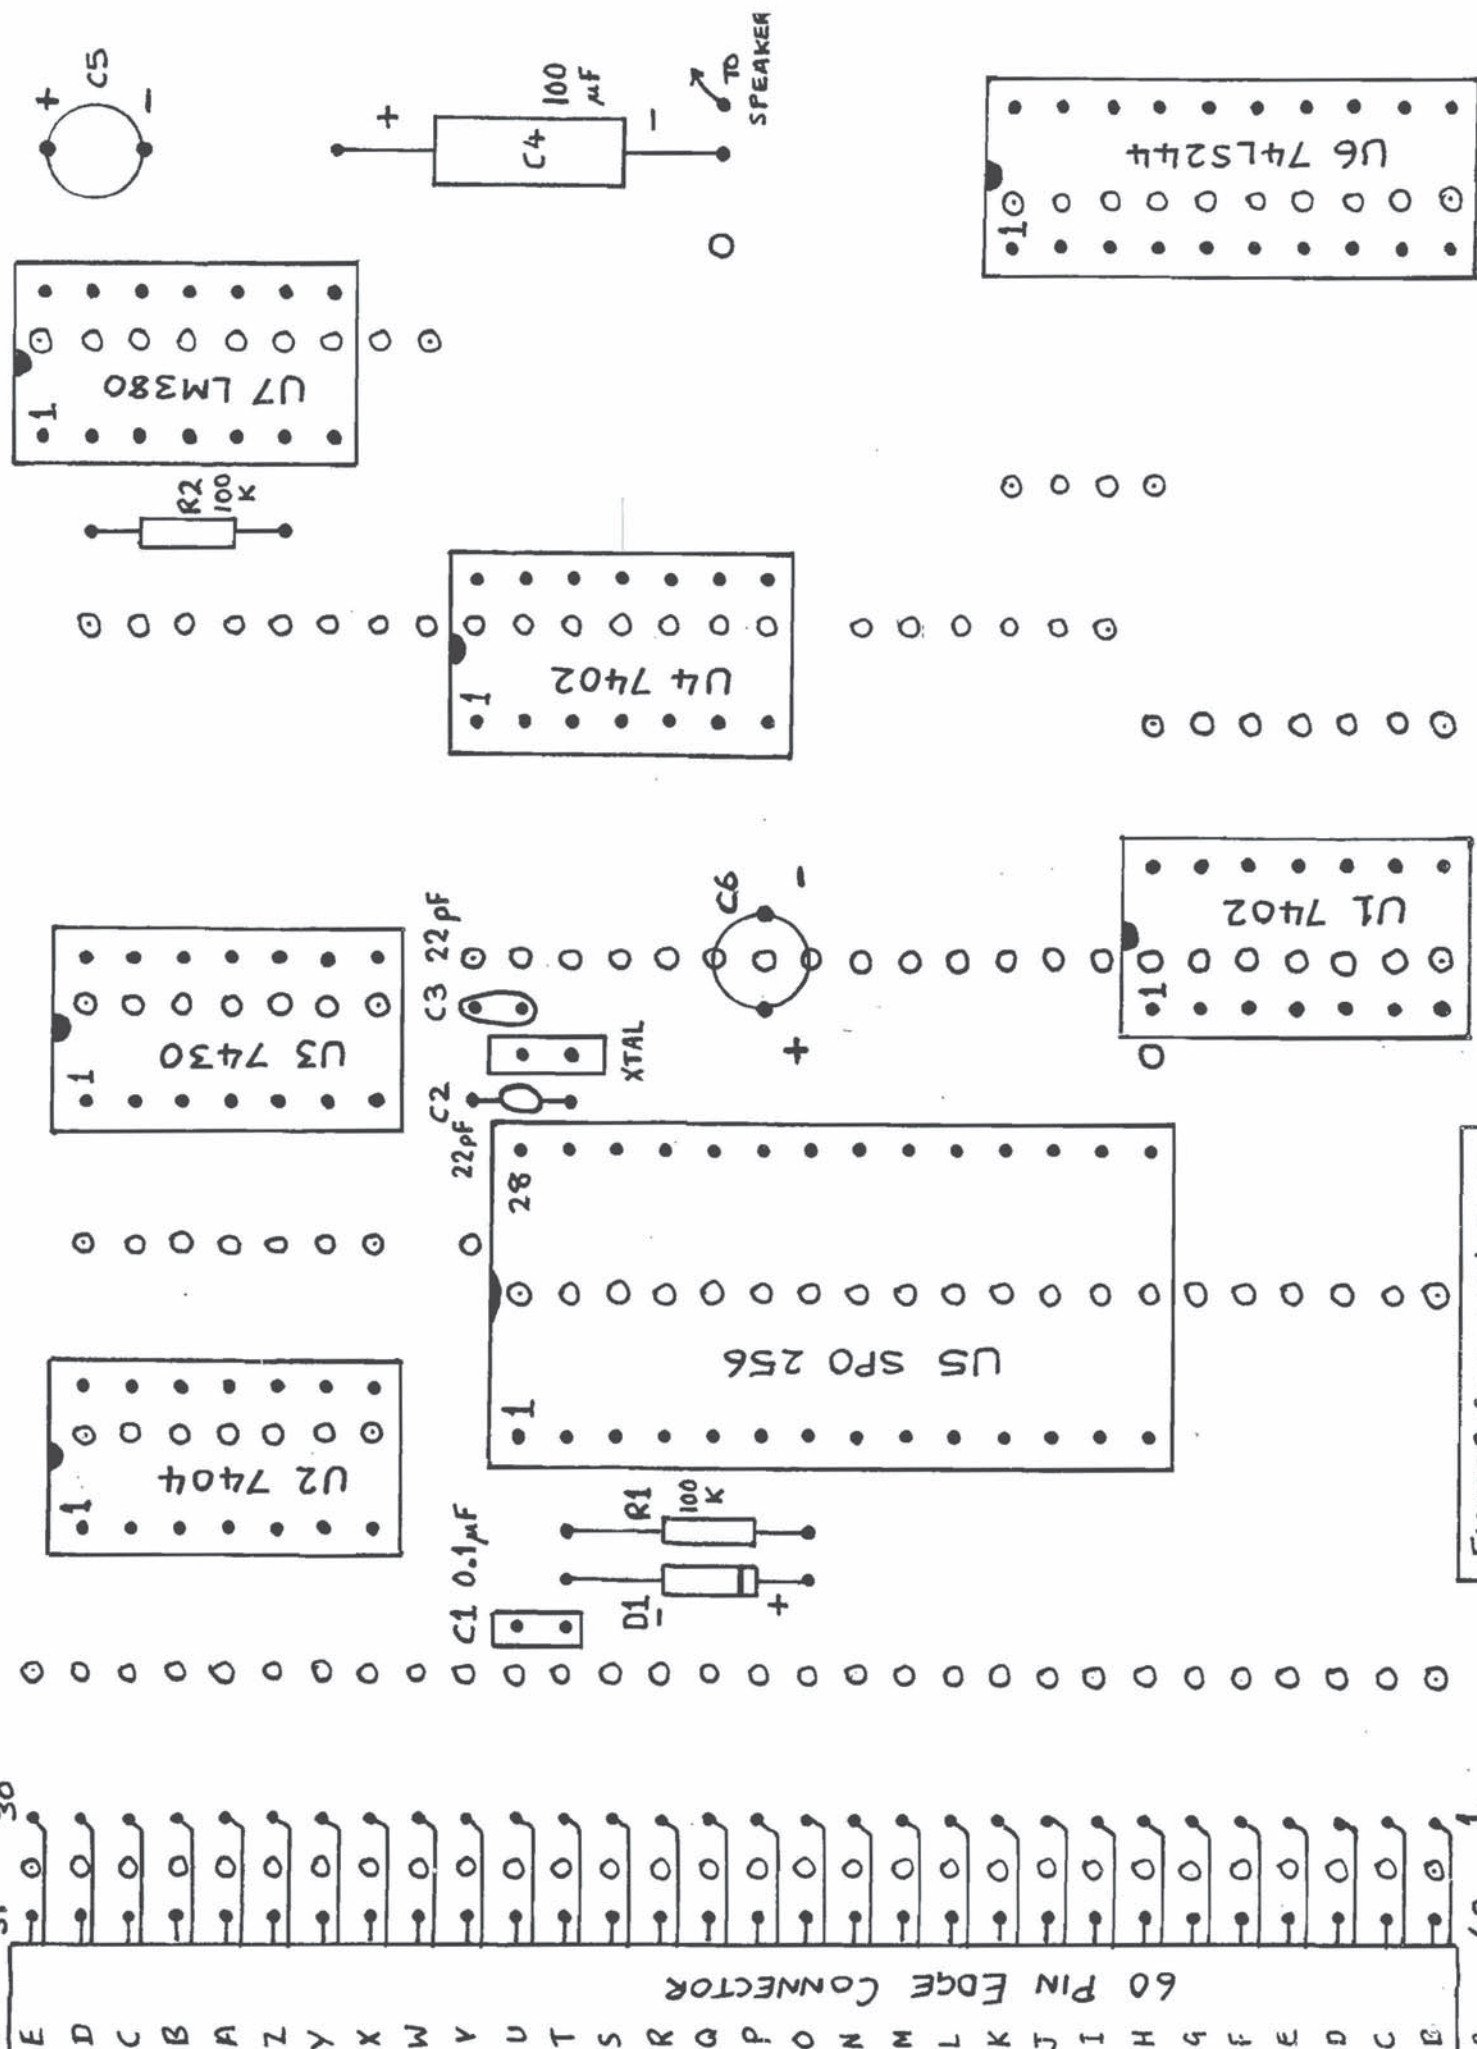 +
C5
-
+
100
µF
C4
-
TO
SPEAKER
1
U7 LM380
1
U6 74LS244
R2
100
K
1
U4 7402
22pF
C3
C6
-
+
1
U3 7430
XTAL
C2
22pF
1
U1 7402
28
1
U5 SPO 256
1
U2 7404
C1 0.1µF
R1
100
K
D1
-
+
30
1
60 PIN EDGE CONNECTOR
E
D
C
B
A
Z
Y
X
W
V
U
T
S
R
Q
P
O
N
M
L
K
J
I
H
G
F
E
D
C
B